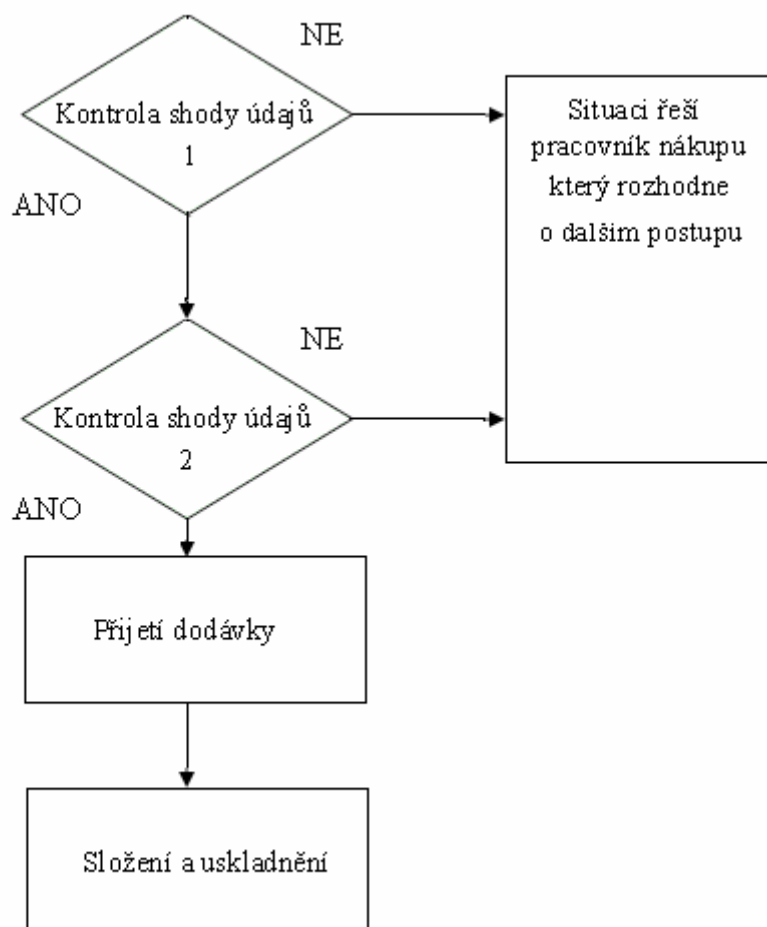 NE
Kontrola shody údajů
1
ANO
Situaci řeší
pracovník nákupu
který rozhodne
o dalšim postupu
NE
Kontrola shody údajů
2
ANO
Přijetí dodávky
Složení a uskladnění